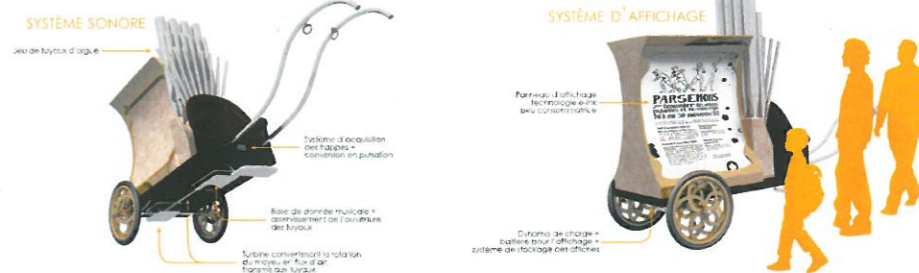 SYSTÈME SONORE
Jeu de tuyaux d'orgue
Système d'acquisition
des frappes +
conversion en pulsation
Base de donnée musicale +
asservissement de l'ouverture
des tuyaux
Turbine convertissant la rotation
du moyeu en flux d'air
transmis aux tuyaux
SYSTÈME D'AFFICHAGE
Panneau d'affichage
technologie e-ink
peu consommatrice
PARSEMONS
Dynamo de charge +
batterie pour l'affichage +
système de stockage des affiches